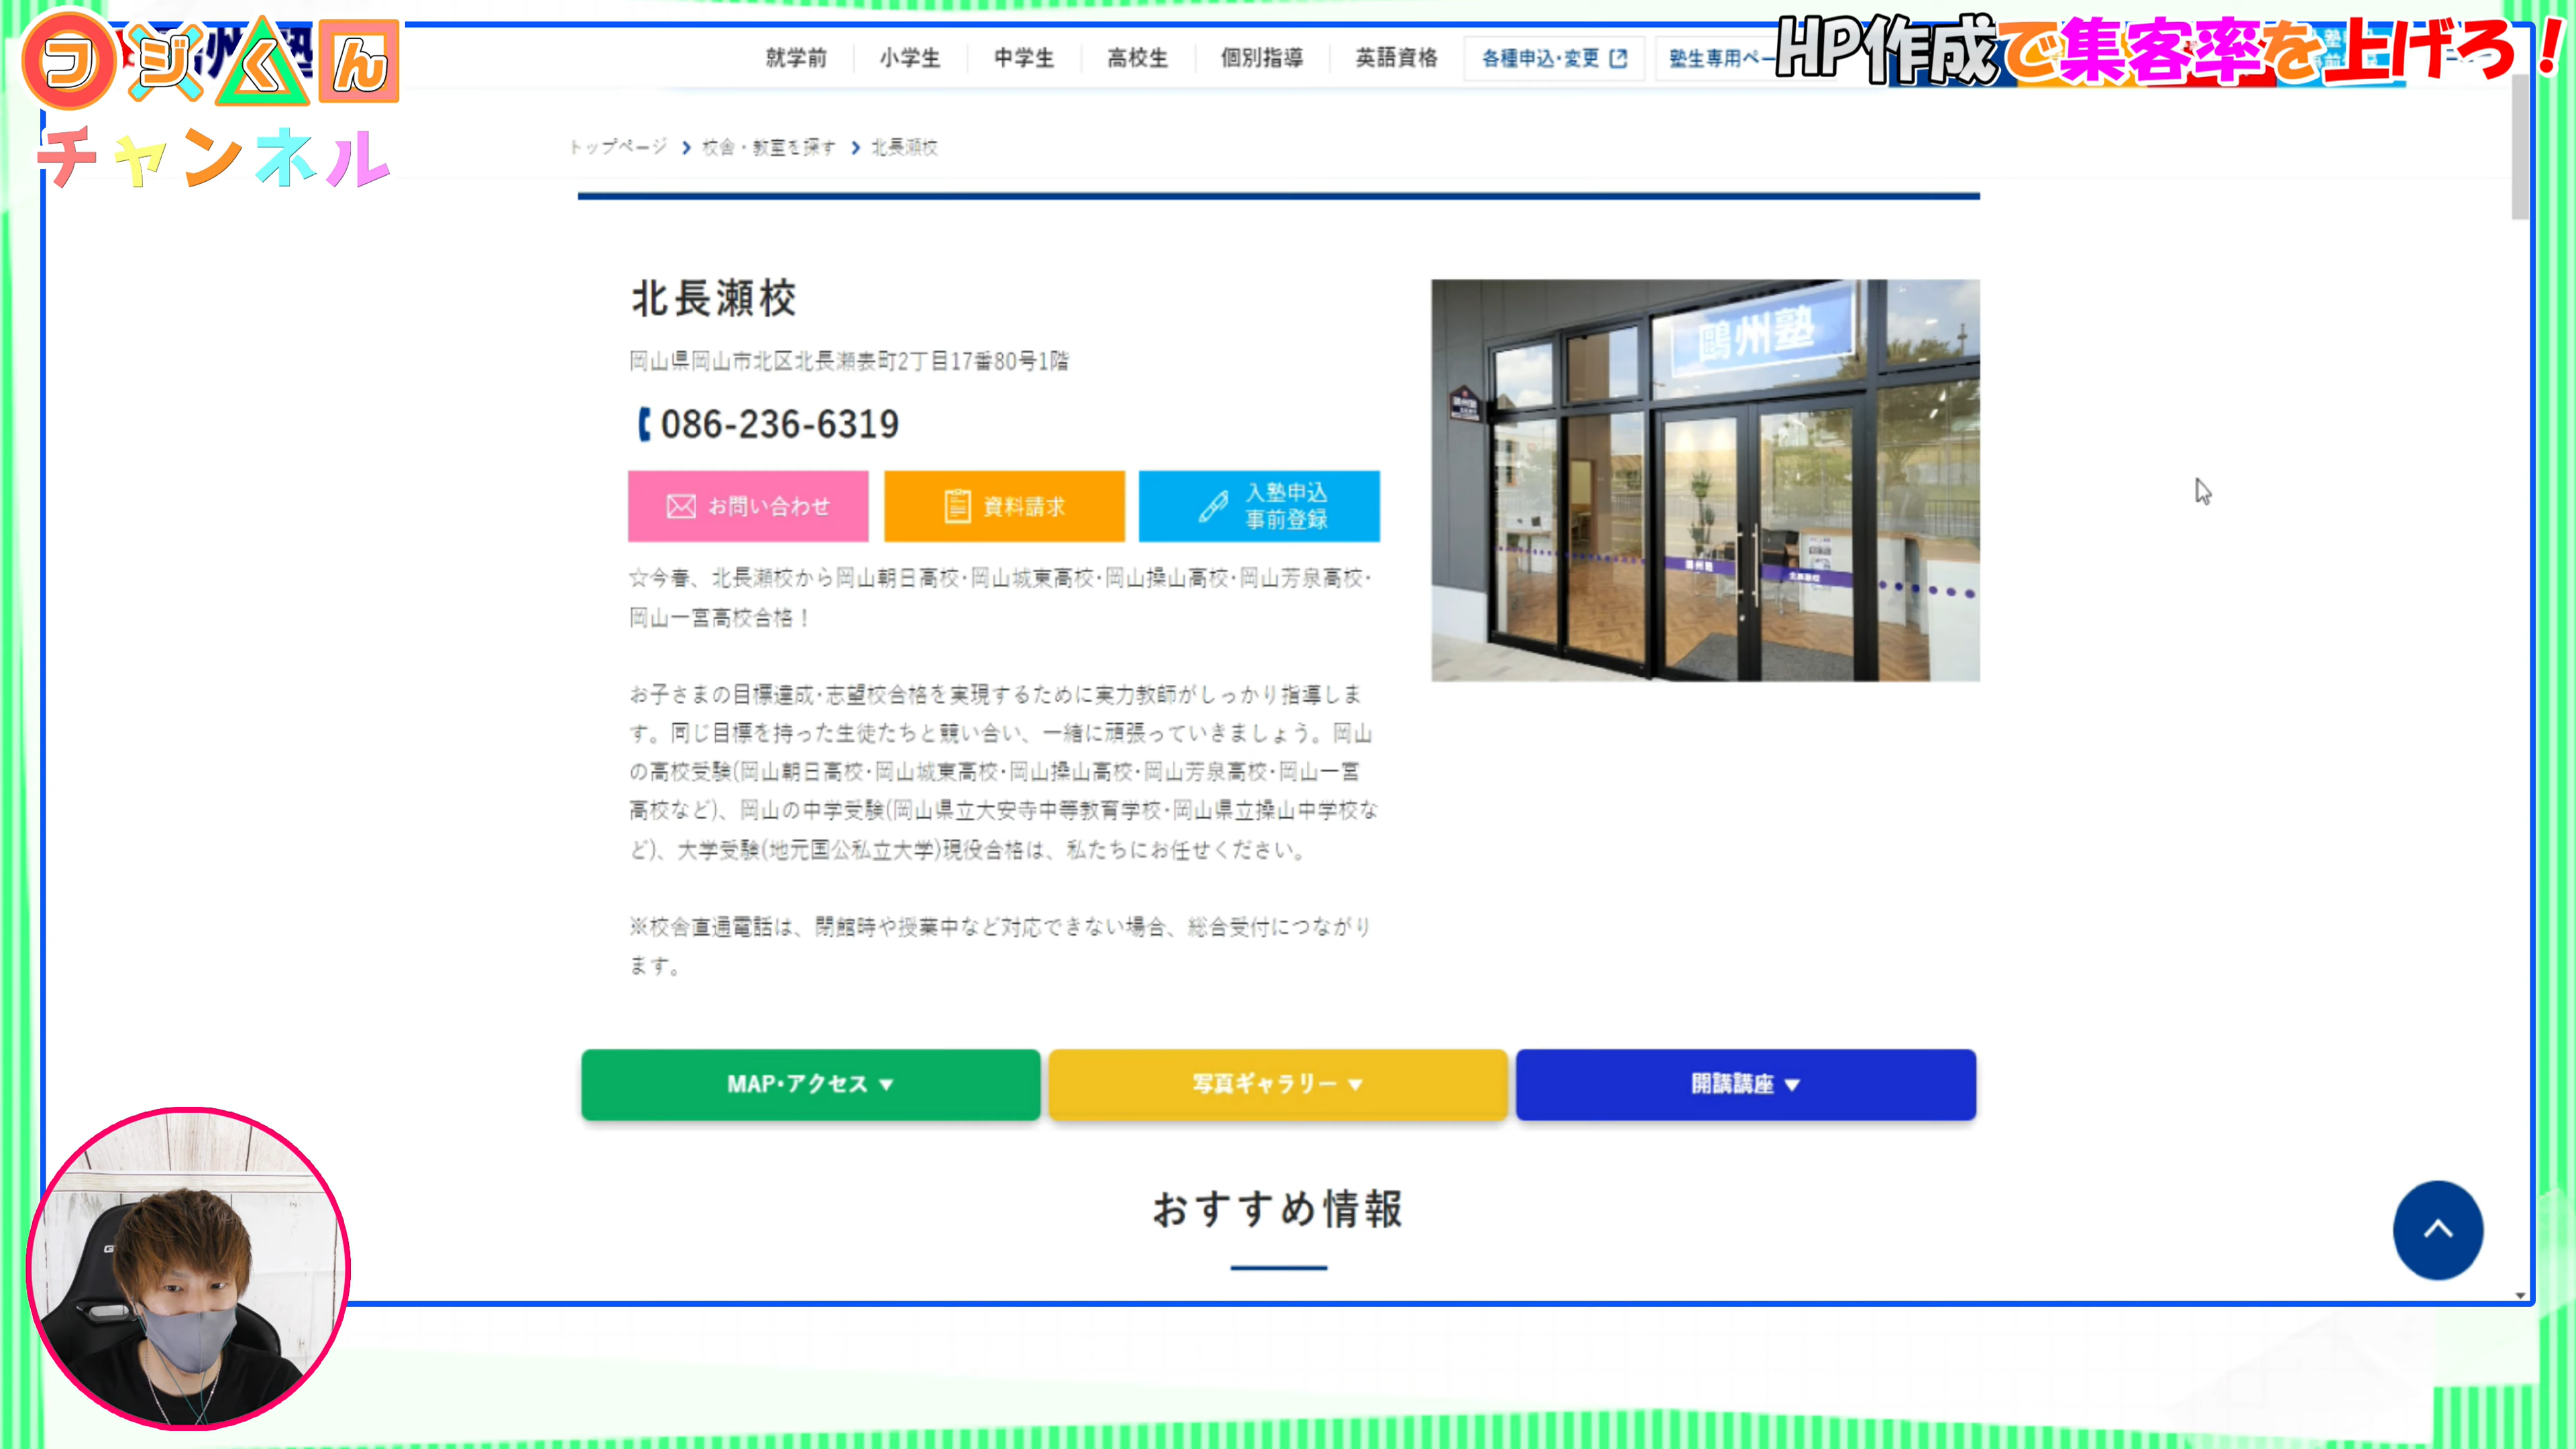 フジくん
チャンネル
HP作成で集客率を上げろ！
就学前
小学生
中学生
高校生
個別指導
英語資格
各種申込・変更
塾生専用ペー
トップページ > 校舎・教室を探す > 北長瀬校
北長瀬校
岡山県岡山市北区北長瀬表町2丁目17番80号1階
086-236-6319
お問い合わせ
資料請求
入塾申込
事前登録
鷗州塾
☆今春、北長瀬校から岡山朝日高校･岡山城東高校･岡山操山高校･岡山芳泉高校･
岡山一宮高校合格！
お子さまの目標達成･志望校合格を実現するために実力教師がしっかり指導しま
す。同じ目標を持った生徒たちと競い合い、一緒に頑張っていきましょう。岡山
の高校受験(岡山朝日高校･岡山城東高校･岡山操山高校･岡山芳泉高校･岡山一宮
高校など)、岡山の中学受験(岡山県立大安寺中等教育学校･岡山県立操山中学校な
ど)、大学受験(地元国公私立大学)現役合格は、私たちにお任せください。
※校舎直通電話は、閉館時や授業中など対応できない場合、総合受付につながり
ます。
MAP･アクセス ▼
写真ギャラリー ▼
開講講座 ▼
おすすめ情報